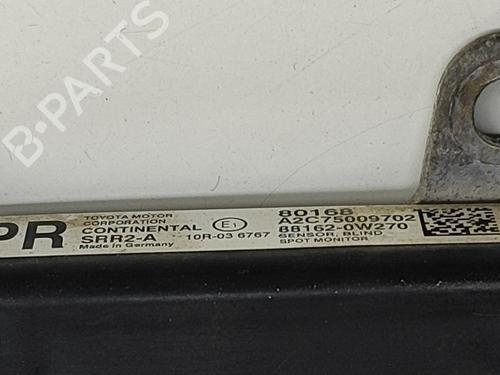 B-PARTS
PR
TOYOTA MOTOR
CORPORATION
CONTINENTAL
SRR2-A
Made in Germany
E1
10R-03 6767
80168
A2C75009702
88162-0W270
SENSOR, BLIND
SPOT MONITOR